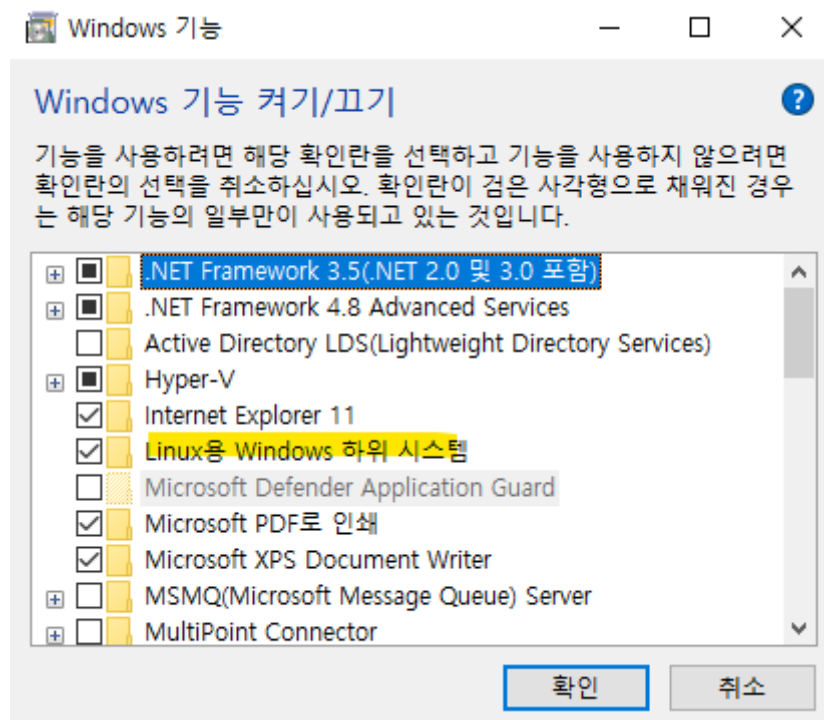 Windows 기능
Windows 기능 켜기/끄기
기능을 사용하려면 해당 확인란을 선택하고 기능을 사용하지 않으려면
확인란의 선택을 취소하십시오. 확인란이 검은 사각형으로 채워진 경우
는 해당 기능의 일부만이 사용되고 있는 것입니다.
.NET Framework 3.5(.NET 2.0 및 3.0 포함)
.NET Framework 4.8 Advanced Services
Active Directory LDS(Lightweight Directory Services)
Hyper-V
Internet Explorer 11
Linux용 Windows 하위 시스템
Microsoft Defender Application Guard
Microsoft PDF로 인쇄
Microsoft XPS Document Writer
MSMQ(Microsoft Message Queue) Server
MultiPoint Connector
확인 취소